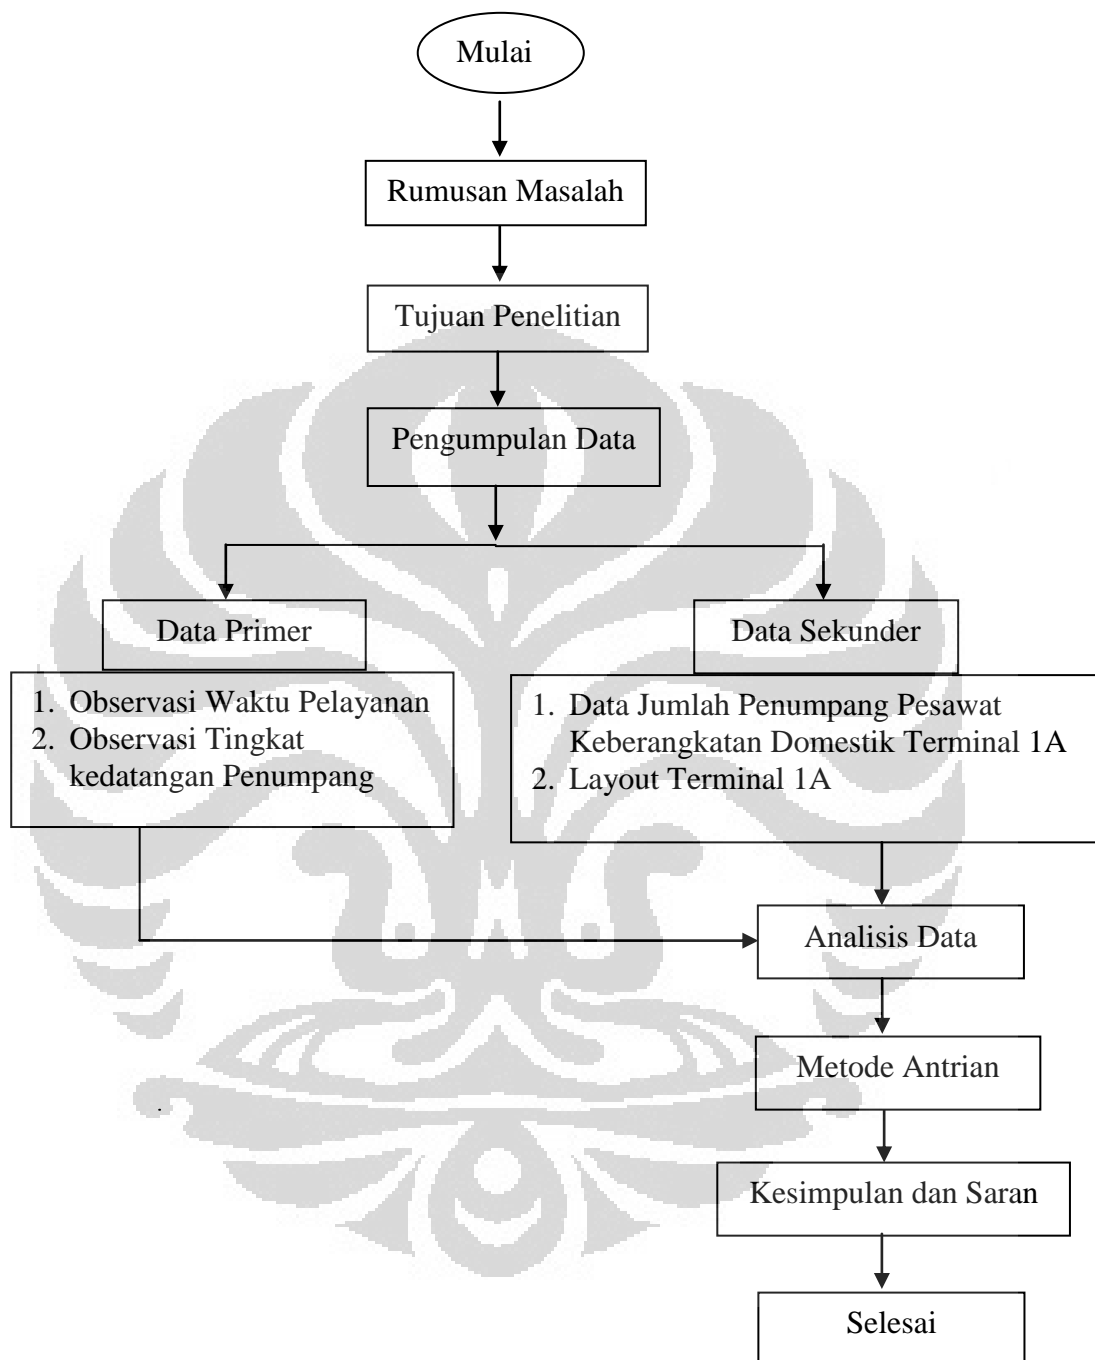 Mulai
Rumusan Masalah
Tujuan Penelitian
Pengumpulan Data
Data Primer
1. Observasi Waktu Pelayanan
2. Observasi Tingkat
kedatangan Penumpang
Data Sekunder
1. Data Jumlah Penumpang Pesawat
Keberangkatan Domestik Terminal 1A
2. Layout Terminal 1A
Analisis Data
Metode Antrian
Kesimpulan dan Saran
Selesai